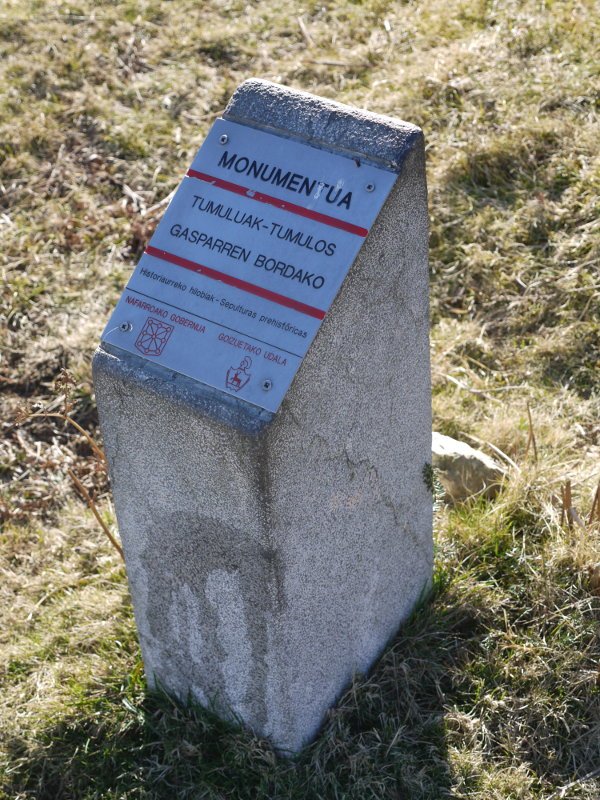 MONUMENTUA
TUMULUAK-TUMULOS
GASPARREN BORDAKO
Historiaurreko hilobiak - Sepulturas prehistóricas
NAFARROAKO GOBERNUA
GOIZUETAKO UDALA